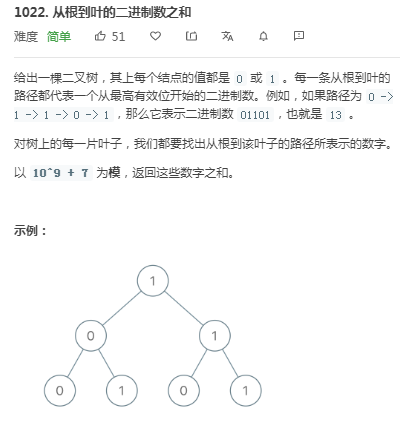 1022. 从根到叶的二进制数之和
难度 简单 51
给出一棵二叉树，其上每个结点的值都是 0 或 1 。每一条从根到叶的
路径都代表一个从最高有效位开始的二进制数。例如，如果路径为 0 ->
1 -> 1 -> 0 -> 1 ，那么它表示二进制数 01101 ，也就是 13 。
对树上的每一片叶子，我们都要找出从根到该叶子的路径所表示的数字。
以 10^9 + 7 为模，返回这些数字之和。
示例：
1
0 1
0 1 0 1